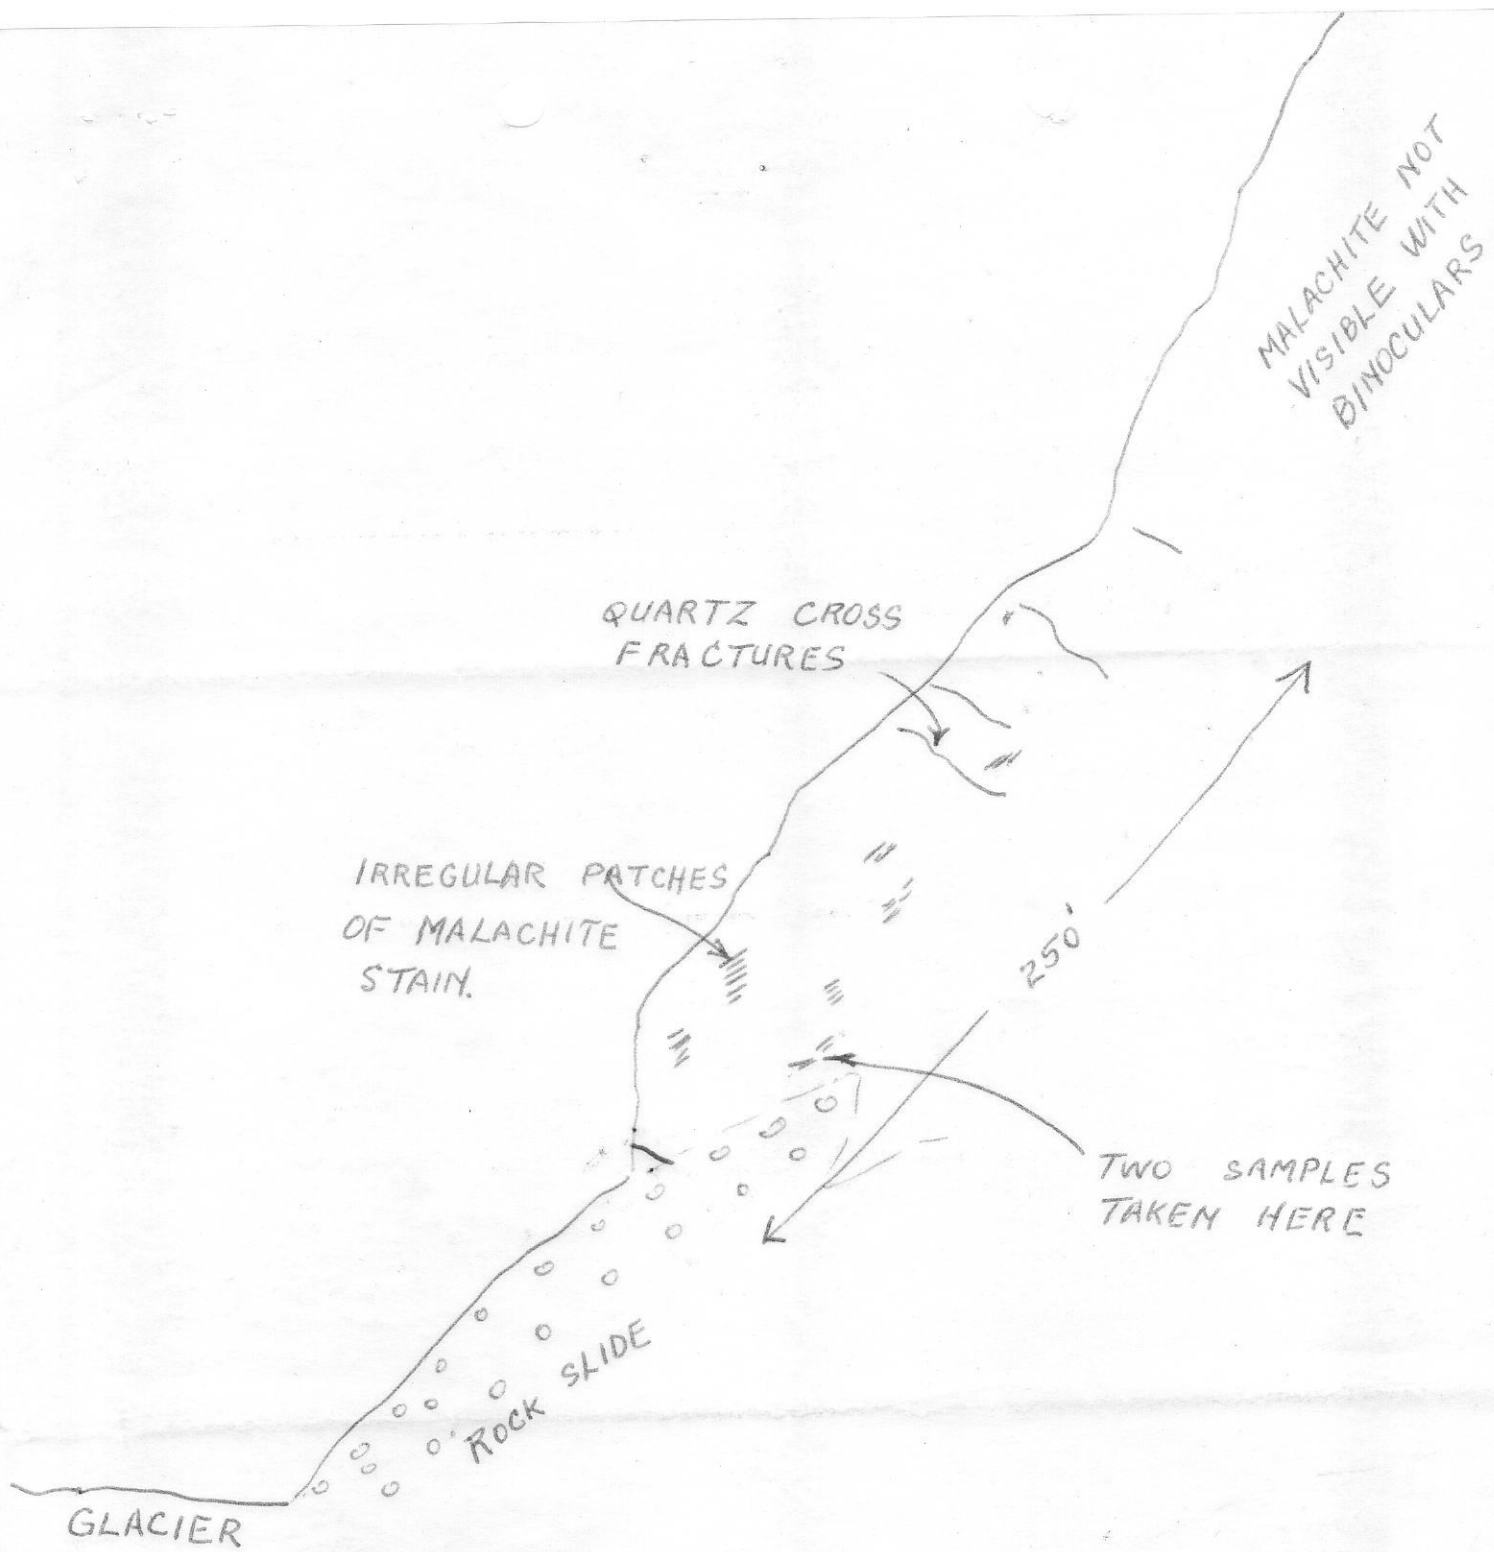 MALACHITE NOT
VISIBLE WITH
BINOCULARS
QUARTZ CROSS
FRACTURES
IRREGULAR PATCHES
OF MALACHITE
STAIN.
250'
TWO SAMPLES
TAKEN HERE
ROCK SLIDE
GLACIER